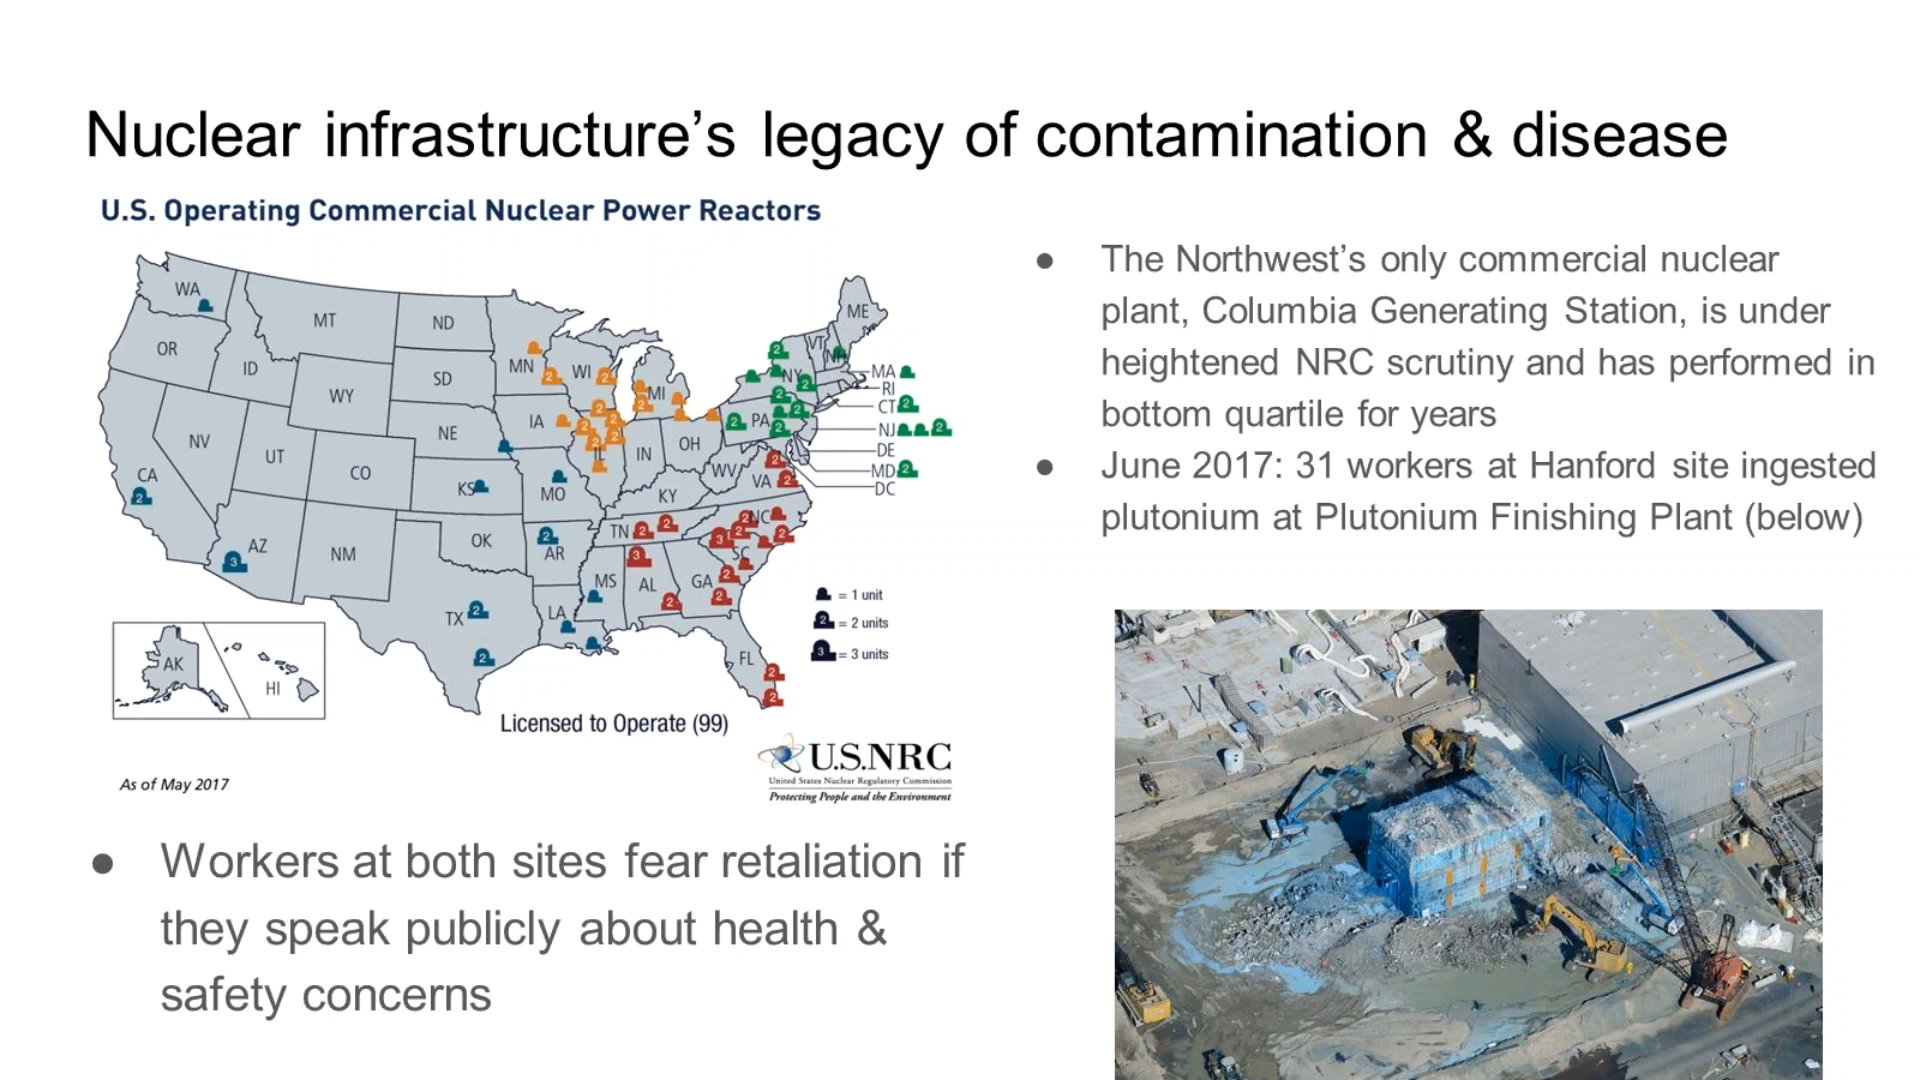 Nuclear infrastructure’s legacy of contamination & disease
U.S. Operating Commercial Nuclear Power Reactors
WA
MT
ND
OR
ID
WY
SD
MN
WI
MI
NY
VT
NH
ME
MA
RI
CT
NJ
DE
MD
DC
NV
UT
CO
NE
IA
IL
IN
OH
PA
WV
VA
CA
AZ
NM
KS
MO
KY
OK
AR
TN
NC
SC
MS
AL
GA
TX
LA
FL
AK
HI
= 1 unit
2 = 2 units
3 = 3 units
Licensed to Operate (99)
As of May 2017
U.S.NRC
United States Nuclear Regulatory Commission
Protecting People and the Environment
● The Northwest’s only commercial nuclear
plant, Columbia Generating Station, is under
heightened NRC scrutiny and has performed in
bottom quartile for years
● June 2017: 31 workers at Hanford site ingested
plutonium at Plutonium Finishing Plant (below)
● Workers at both sites fear retaliation if
they speak publicly about health &
safety concerns